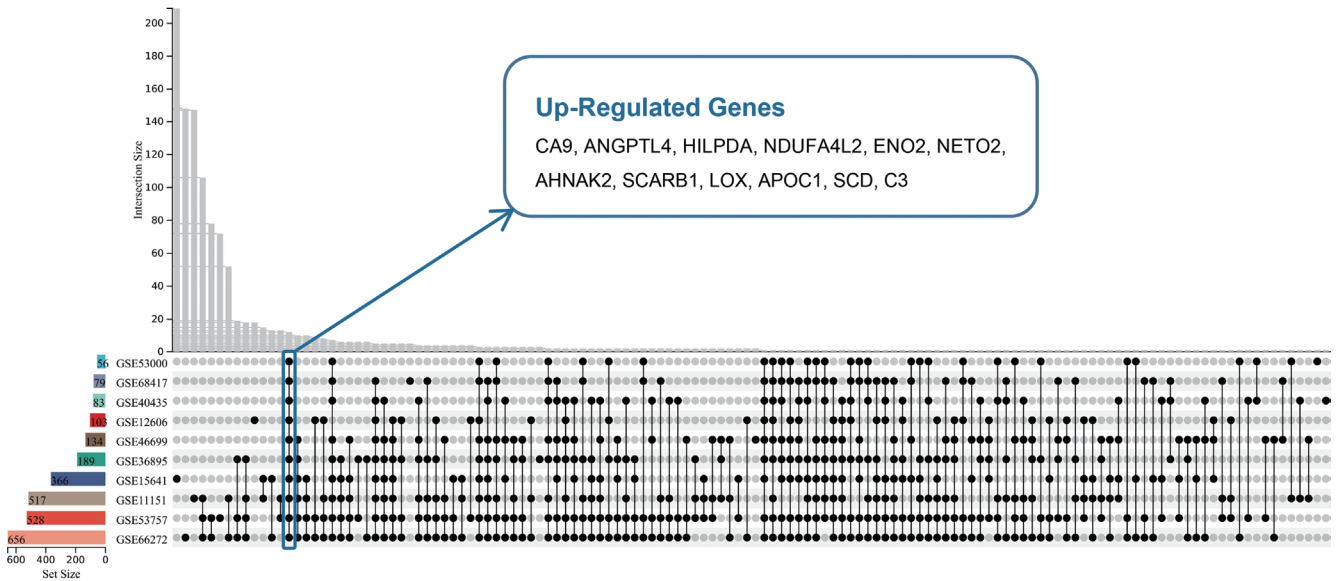 200
180
160
140
120
100
80
60
40
20
0
Intersection Size
Up-Regulated Genes
CA9, ANGPTL4, HILPDA, NDUFA4L2, ENO2, NETO2,
AHNAK2, SCARB1, LOX, APOC1, SCD, C3
56 GSE53000
79 GSE68417
83 GSE40435
103 GSE12606
134 GSE46699
189 GSE36895
366 GSE15641
517 GSE11151
528 GSE53757
656 GSE66272
600 400 200 0
Set Size